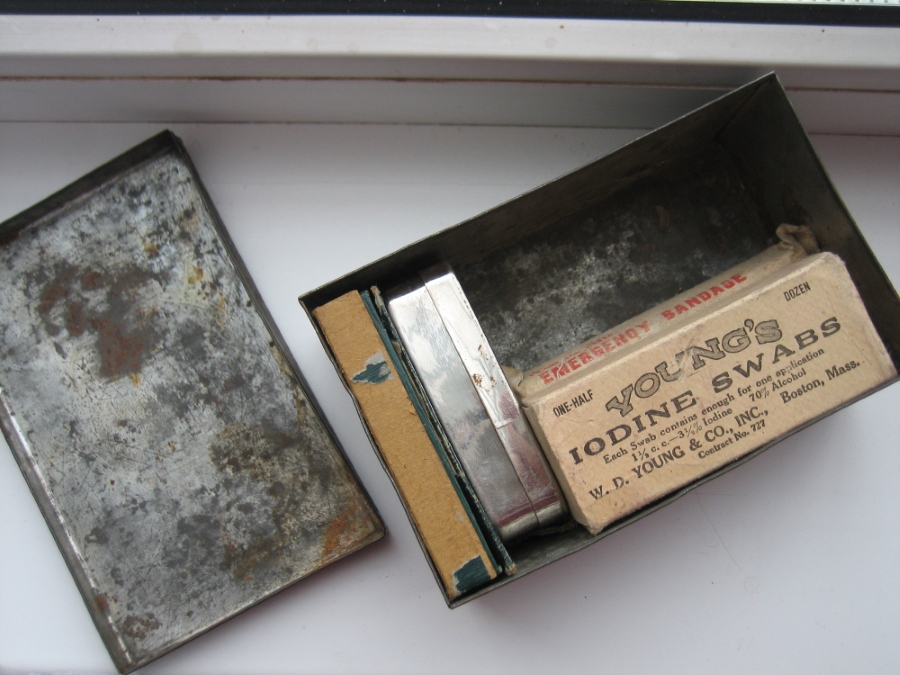 EMERGENCY BANDAGE
ONE-HALF
DOZEN
YOUNG'S
IODINE SWABS
Each Swab contains enough for one application
1½ c. c.—3½% Iodine 70% Alcohol
W. D. YOUNG & CO., INC., Boston, Mass.
Contract No. 727